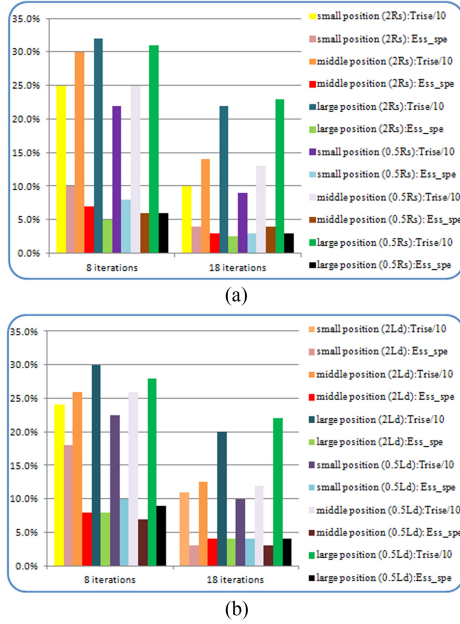 35.0%
30.0%
25.0%
20.0%
15.0%
10.0%
5.0%
0.0%
8 iterations
18 iterations
small position (2Rs):Trise/10
small position (2Rs): Ess_spe
middle position (2Rs):Trise/10
middle position (2Rs): Ess_spe
large position (2Rs):Trise/10
large position (2Rs):Ess_spe
small position (0.5Rs):Trise/10
small position (0.5Rs): Ess_spe
middle position (0.5Rs):Trise/10
middle position (0.5Rs): Ess_spe
large position (0.5Rs):Trise/10
large position (0.5Rs):Ess_spe
(a)
35.0%
30.0%
25.0%
20.0%
15.0%
10.0%
5.0%
0.0%
8 iterations
18 iterations
small position (2Ld):Trise/10
small position (2Ld): Ess_spe
middle position (2Ld):Trise/10
middle position (2Ld): Ess_spe
large position (2Ld):Trise/10
large position (2Ld):Ess_spe
small position (0.5Ld):Trise/10
small position (0.5Ld): Ess_spe
middle position (0.5Ld):Trise/10
middle position (0.5Ld): Ess_spe
large position (0.5Ld):Trise/10
large position (0.5Ld):Ess_spe
(b)